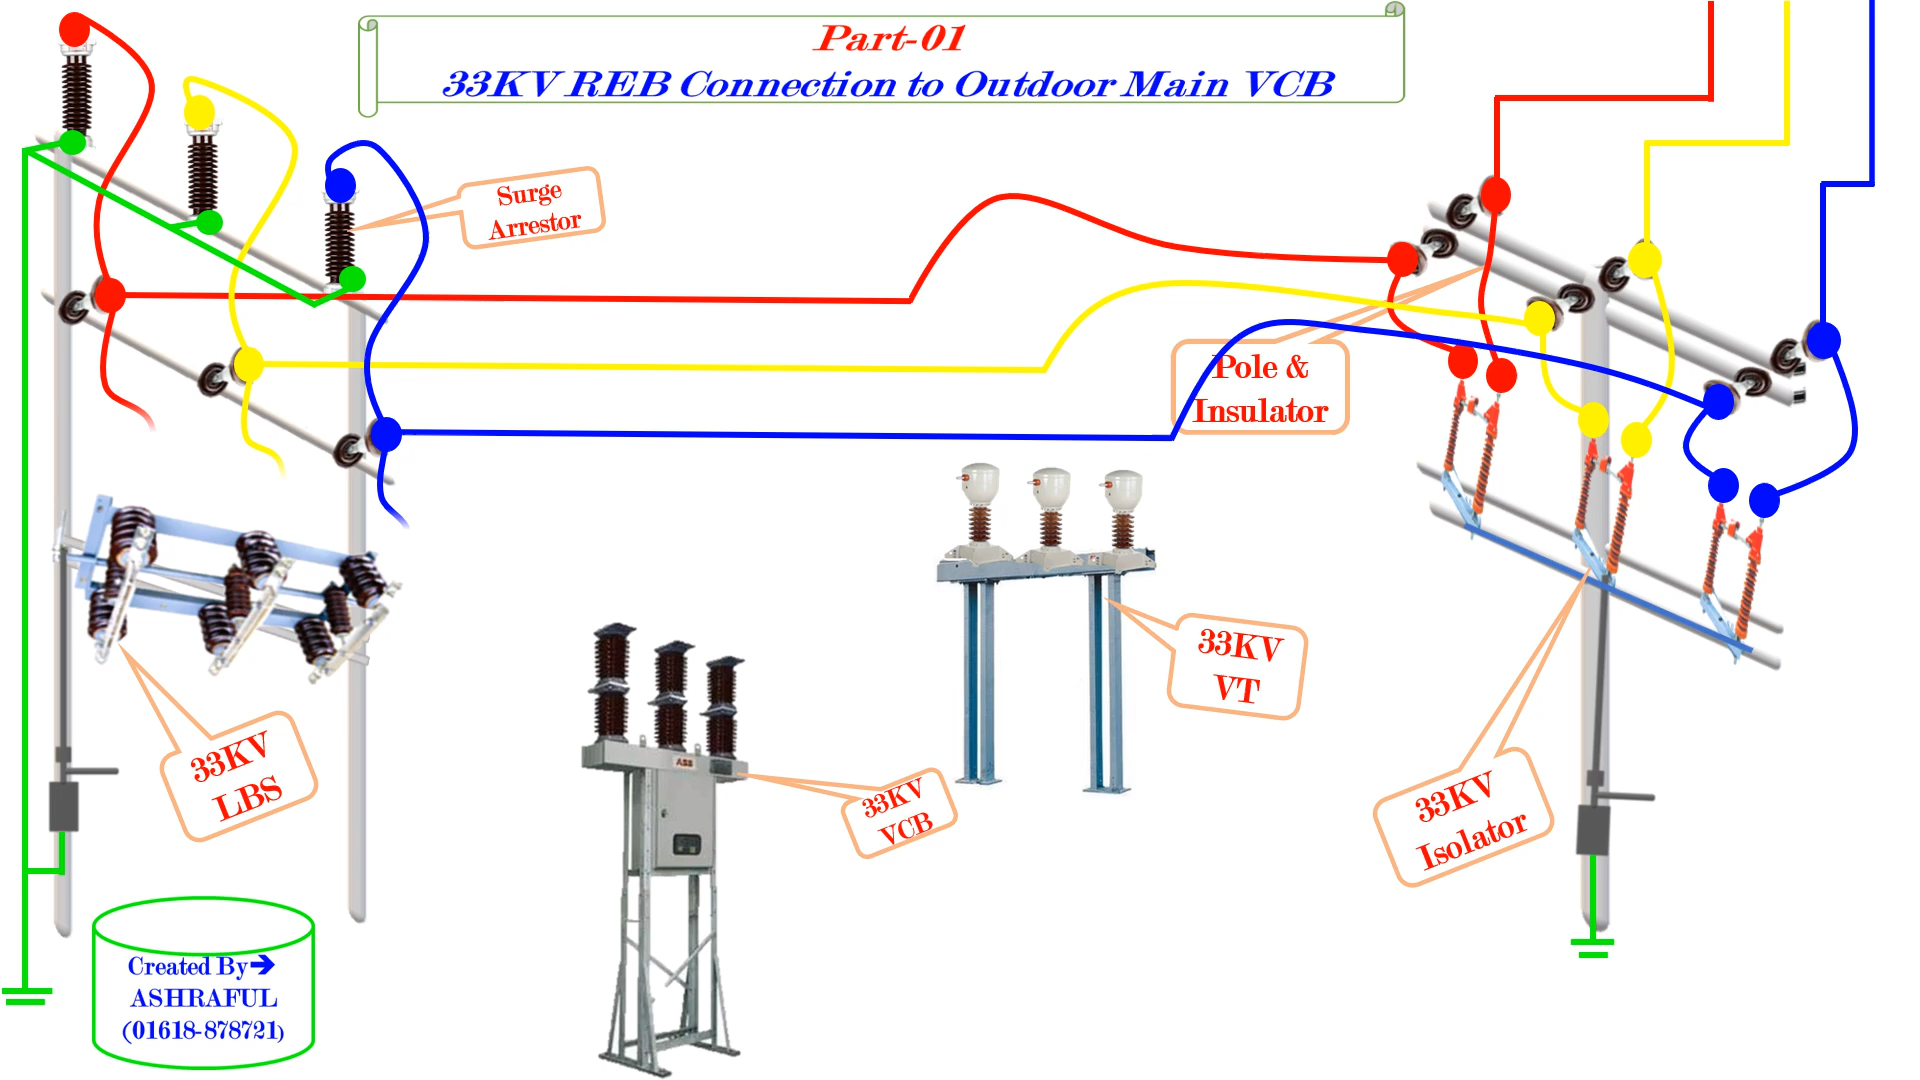 Part-01
33KV REB Connection to Outdoor Main VCB
Surge
Arrestor
Pole &
Insulator
33KV
VT
33KV
LBS
ABB
33KV
VCB
33KV
Isolator
Created By➔
ASHRAFUL
(01618-878721)